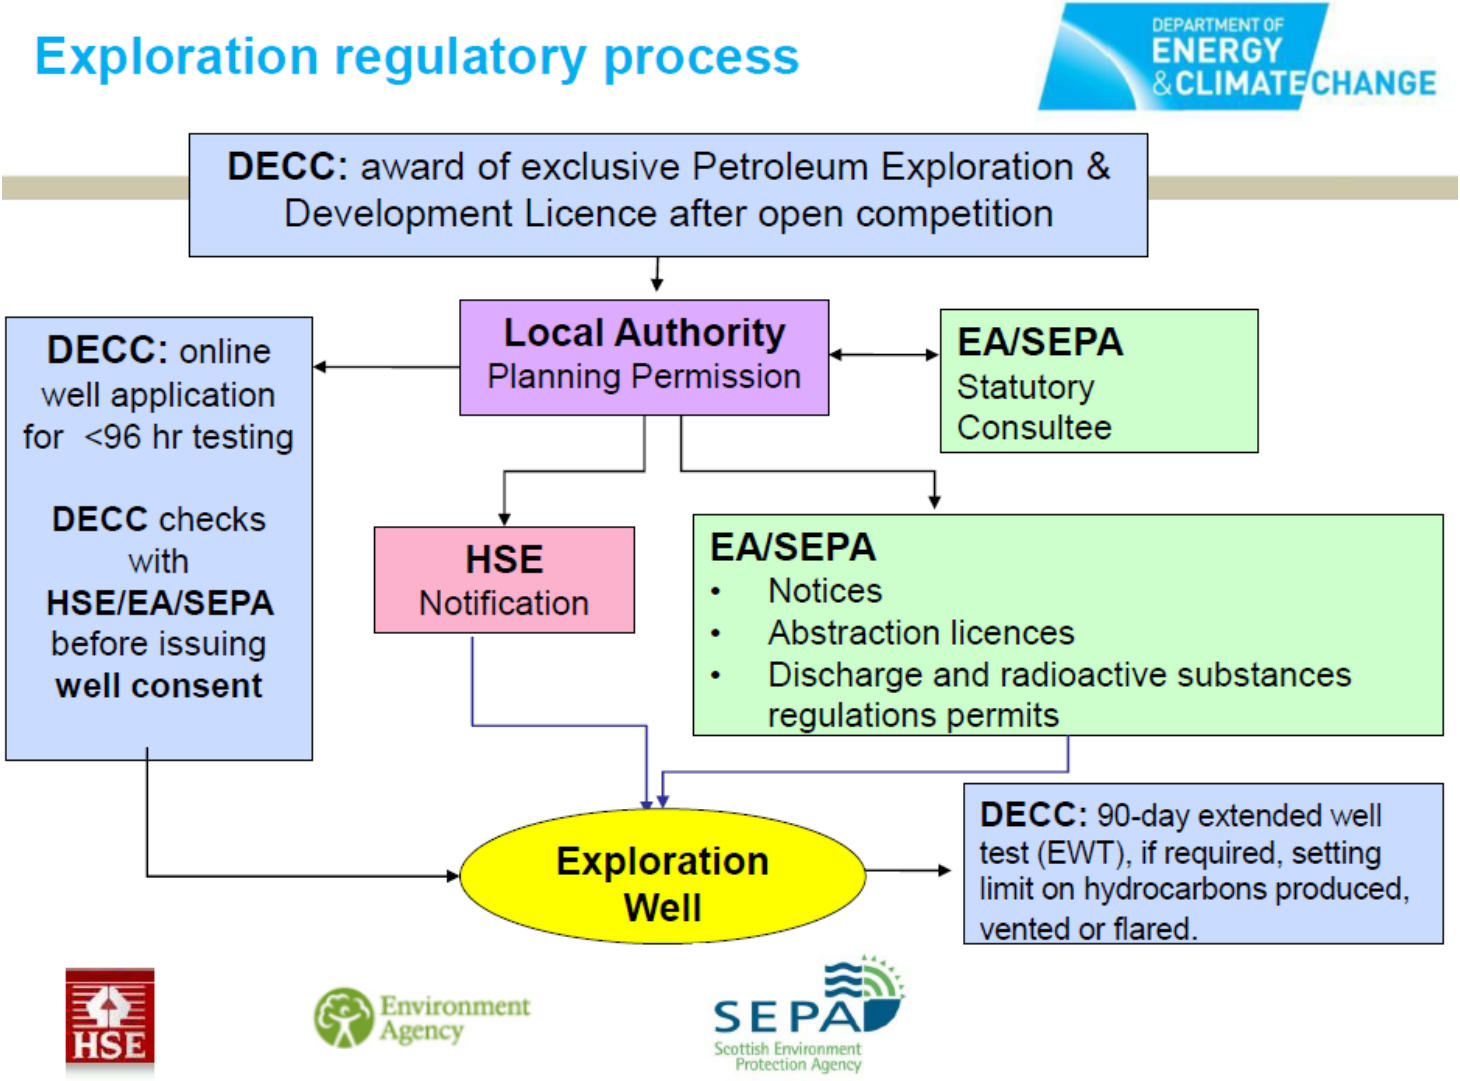 Exploration regulatory process
DEPARTMENT OF
ENERGY
& CLIMATE CHANGE
DECC: award of exclusive Petroleum Exploration &
Development Licence after open competition
Local Authority
Planning Permission
EA/SEPA
Statutory
Consultee
DECC: online
well application
for <96 hr testing
DECC checks
with
HSE/EA/SEPA
before issuing
well consent
HSE
Notification
EA/SEPA
• Notices
• Abstraction licences
• Discharge and radioactive substances
regulations permits
Exploration
Well
DECC: 90-day extended well
test (EWT), if required, setting
limit on hydrocarbons produced,
vented or flared.
HSE
Environment
Agency
SEPA
Scottish Environment
Protection Agency